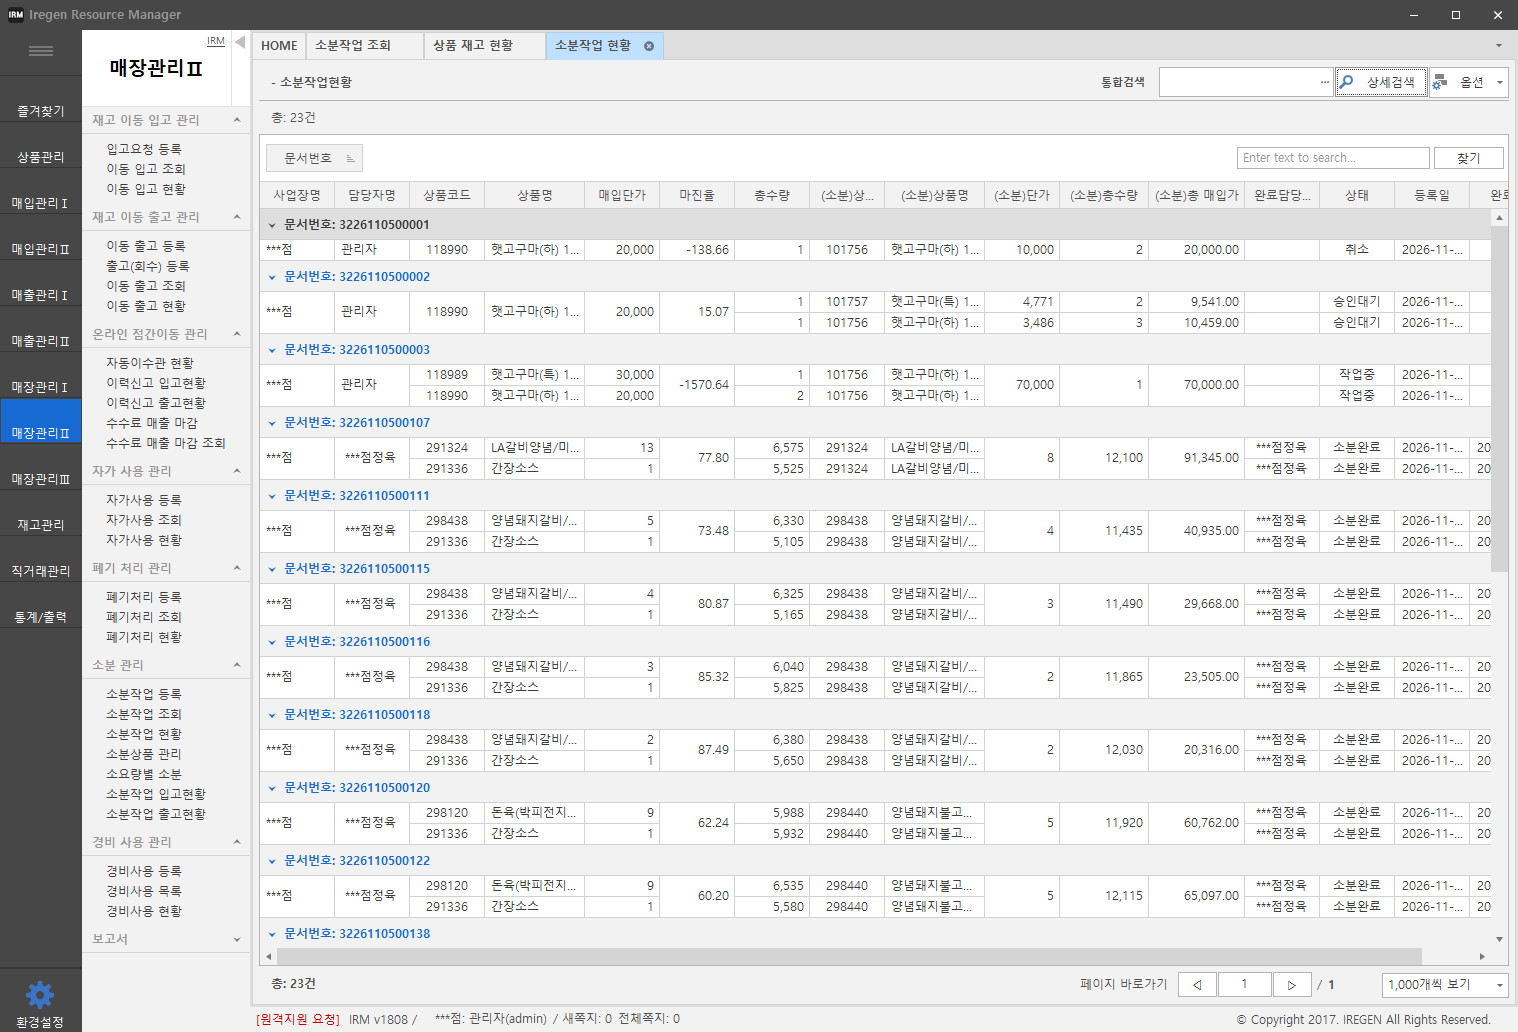 IRM Iregen Resource Manager
즐겨찾기
상품관리
매입관리 I
매입관리 II
매출관리 I
매출관리 II
매장관리 I
매장관리 II
매장관리 III
재고관리
직거래관리
통계/출력
환경설정
IRM
매장관리 II
재고 이동 입고 관리
입고요청 등록
이동 입고 조회
이동 입고 현황
재고 이동 출고 관리
이동 출고 등록
출고(회수) 등록
이동 출고 조회
이동 출고 현황
온라인 점간이동 관리
자동이수관 현황
이력신고 입고현황
이력신고 출고현황
수수료 매출 마감
수수료 매출 마감 조회
자가 사용 관리
자가사용 등록
자가사용 조회
자가사용 현황
폐기 처리 관리
폐기처리 등록
폐기처리 조회
폐기처리 현황
소분 관리
소분작업 등록
소분작업 조회
소분작업 현황
소분상품 관리
소요량별 소분
소분작업 입고현황
소분작업 출고현황
경비 사용 관리
경비사용 등록
경비사용 목록
경비사용 현황
보고서
HOME 소분작업 조회 상품 재고 현황 소분작업 현황
- 소분작업현황 통합검색 ... 상세검색 옵션
총: 23건
문서번호 Enter text to search... 찾기
사업장명 담당자명 상품코드 상품명 매입단가 마진율 총수량 (소분)상... (소분)상품명 (소분)단가 (소분)총수량 (소분)총 매입가 완료담당... 상태 등록일 완료
문서번호: 3226110500001
***점 관리자 118990 햇고구마(하) 1... 20,000 -138.66 1 101756 햇고구마(하) 1... 10,000 2 20,000.00 취소 2026-11-...
문서번호: 3226110500002
***점 관리자 118990 햇고구마(하) 1... 20,000 15.07 1 101757 햇고구마(특) 1... 4,771 2 9,541.00 승인대기 2026-11-...
1 101756 햇고구마(하) 1... 3,486 3 10,459.00 승인대기 2026-11-...
문서번호: 3226110500003
***점 관리자 118989 햇고구마(특) 1... 30,000 -1570.64 1 101756 햇고구마(하) 1... 70,000 1 70,000.00 작업중 2026-11-...
118990 햇고구마(하) 1... 20,000 2 101756 햇고구마(하) 1... 작업중 2026-11-...
문서번호: 3226110500107
***점 ***점정육 291324 LA갈비양념/미... 13 77.80 6,575 291324 LA갈비양념/미... 8 12,100 91,345.00 ***점정육 소분완료 2026-11-... 20
291336 간장소스 1 5,525 291324 LA갈비양념/미... ***점정육 소분완료 2026-11-... 20
문서번호: 3226110500111
***점 ***점정육 298438 양념돼지갈비/... 5 73.48 6,330 298438 양념돼지갈비/... 4 11,435 40,935.00 ***점정육 소분완료 2026-11-... 20
291336 간장소스 1 5,105 298438 양념돼지갈비/... ***점정육 소분완료 2026-11-... 20
문서번호: 3226110500115
***점 ***점정육 298438 양념돼지갈비/... 4 80.87 6,325 298438 양념돼지갈비/... 3 11,490 29,668.00 ***점정육 소분완료 2026-11-... 20
291336 간장소스 1 5,165 298438 양념돼지갈비/... ***점정육 소분완료 2026-11-... 20
문서번호: 3226110500116
***점 ***점정육 298438 양념돼지갈비/... 3 85.32 6,040 298438 양념돼지갈비/... 2 11,865 23,505.00 ***점정육 소분완료 2026-11-... 20
291336 간장소스 1 5,825 298438 양념돼지갈비/... ***점정육 소분완료 2026-11-... 20
문서번호: 3226110500118
***점 ***점정육 298438 양념돼지갈비/... 2 87.49 6,380 298438 양념돼지갈비/... 2 12,030 20,316.00 ***점정육 소분완료 2026-11-... 20
291336 간장소스 1 5,650 298438 양념돼지갈비/... ***점정육 소분완료 2026-11-... 20
문서번호: 3226110500120
***점 ***점정육 298120 돈육(박피전지... 9 62.24 5,988 298440 양념돼지불고... 5 11,920 60,762.00 ***점정육 소분완료 2026-11-... 20
291336 간장소스 1 5,932 298440 양념돼지불고... ***점정육 소분완료 2026-11-... 20
문서번호: 3226110500122
***점 ***점정육 298120 돈육(박피전지... 9 60.20 6,535 298440 양념돼지불고... 5 12,115 65,097.00 ***점정육 소분완료 2026-11-... 20
291336 간장소스 1 5,580 298440 양념돼지불고... ***점정육 소분완료 2026-11-... 20
문서번호: 3226110500138
총: 23건 페이지 바로가기 1 / 1 1,000개씩 보기
[원격지원 요청] IRM v1808 / ***점: 관리자(admin) / 새쪽지: 0 전체쪽지: 0 © Copyright 2017. IREGEN All Rights Reserved.